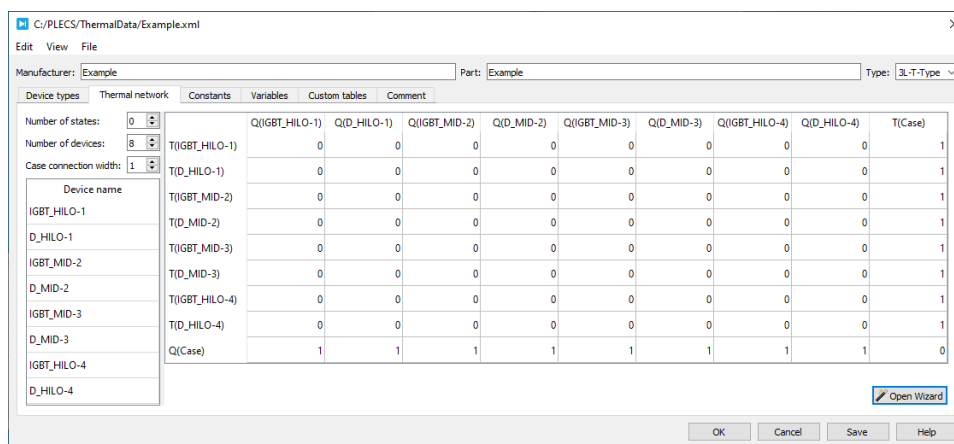 C:/PLECS/ThermalData/Example.xml
Edit View File
Manufacturer: Example Part: Example Type: 3L-T-Type
Device types Thermal network Constants Variables Custom tables Comment
Number of states: 0
Number of devices: 8
Case connection width: 1
Device name
IGBT_HILO-1
D_HILO-1
IGBT_MID-2
D_MID-2
IGBT_MID-3
D_MID-3
IGBT_HILO-4
D_HILO-4
Q(IGBT_HILO-1) Q(D_HILO-1) Q(IGBT_MID-2) Q(D_MID-2) Q(IGBT_MID-3) Q(D_MID-3) Q(IGBT_HILO-4) Q(D_HILO-4) T(Case)
T(IGBT_HILO-1) 0 0 0 0 0 0 0 0 1
T(D_HILO-1) 0 0 0 0 0 0 0 0 1
T(IGBT_MID-2) 0 0 0 0 0 0 0 0 1
T(D_MID-2) 0 0 0 0 0 0 0 0 1
T(IGBT_MID-3) 0 0 0 0 0 0 0 0 1
T(D_MID-3) 0 0 0 0 0 0 0 0 1
T(IGBT_HILO-4) 0 0 0 0 0 0 0 0 1
T(D_HILO-4) 0 0 0 0 0 0 0 0 1
Q(Case) 1 1 1 1 1 1 1 1 0
Open Wizard
OK Cancel Save Help